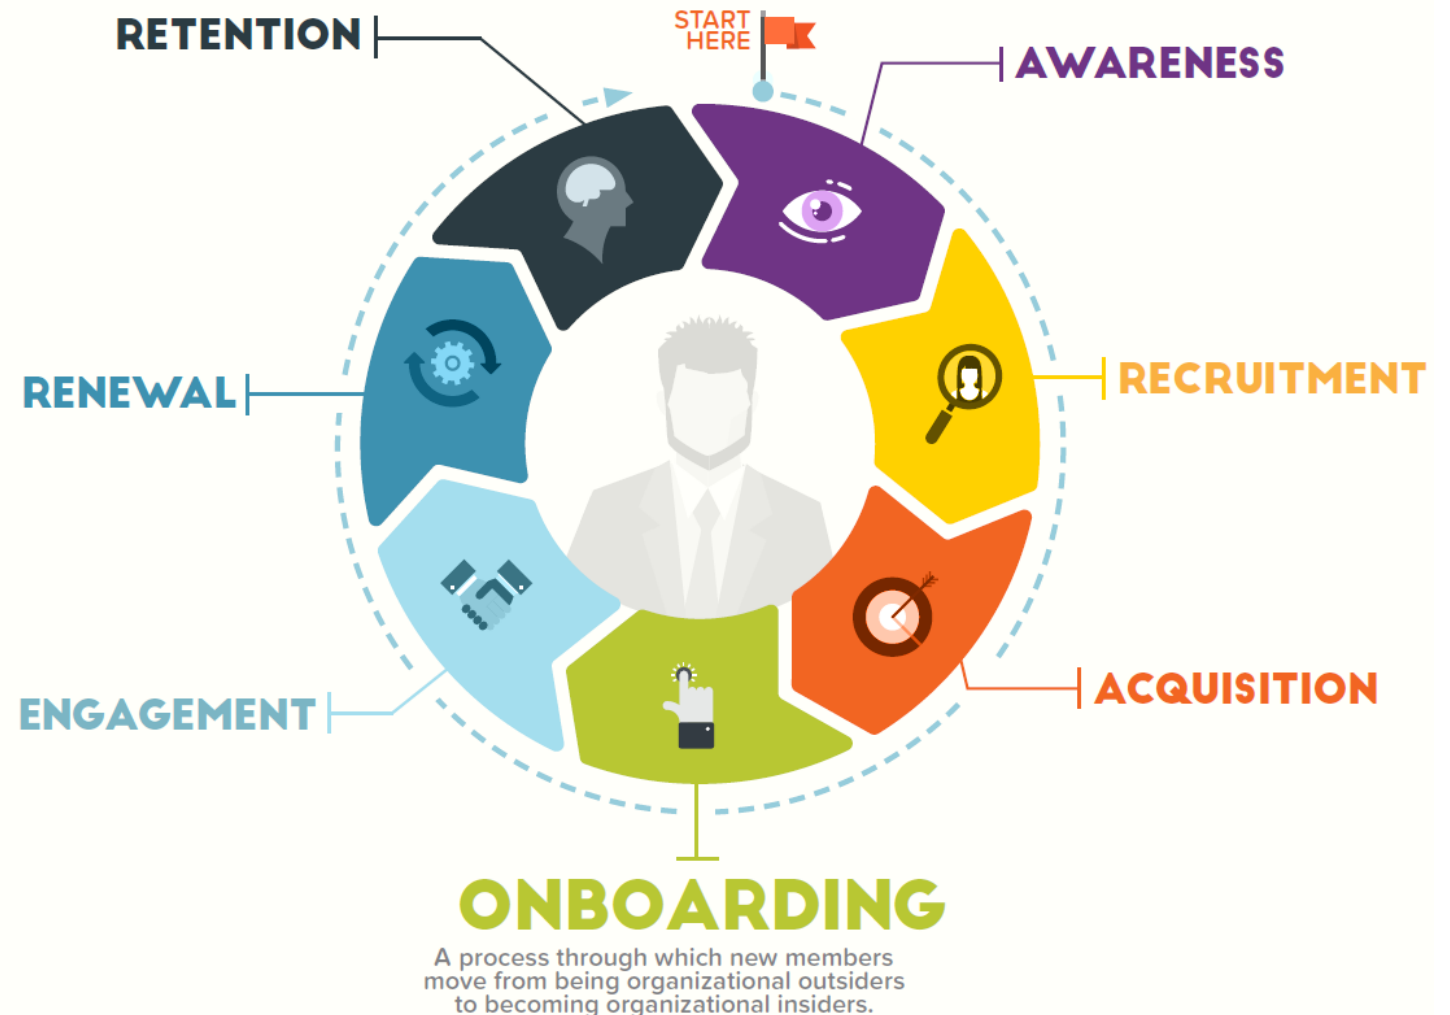 START
HERE
AWARENESS
RECRUITMENT
ACQUISITION
ONBOARDING
A process through which new members
move from being organizational outsiders
to becoming organizational insiders.
ENGAGEMENT
RENEWAL
RETENTION